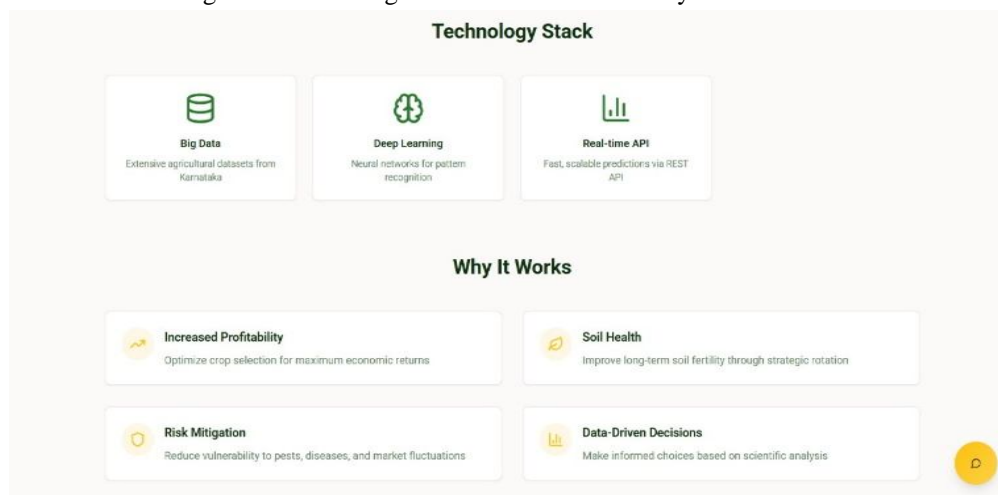 Technology Stack
Big Data
Extensive agricultural datasets from
Karnataka
Deep Learning
Neural networks for pattern
recognition
Real-time API
Fast, scalable predictions via REST
API
Why It Works
Increased Profitability
Optimize crop selection for maximum economic returns
Soil Health
Improve long-term soil fertility through strategic rotation
Risk Mitigation
Reduce vulnerability to pests, diseases, and market fluctuations
Data-Driven Decisions
Make informed choices based on scientific analysis